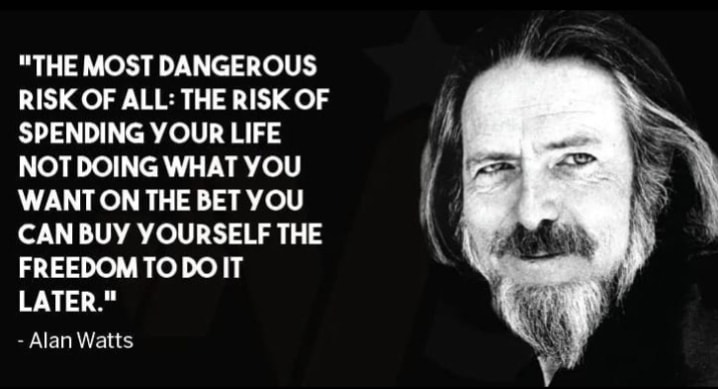 "THE MOST DANGEROUS
RISK OF ALL: THE RISK OF
SPENDING YOUR LIFE
NOT DOING WHAT YOU
WANT ON THE BET YOU
CAN BUY YOURSELF THE
FREEDOM TO DO IT
LATER."
- Alan Watts